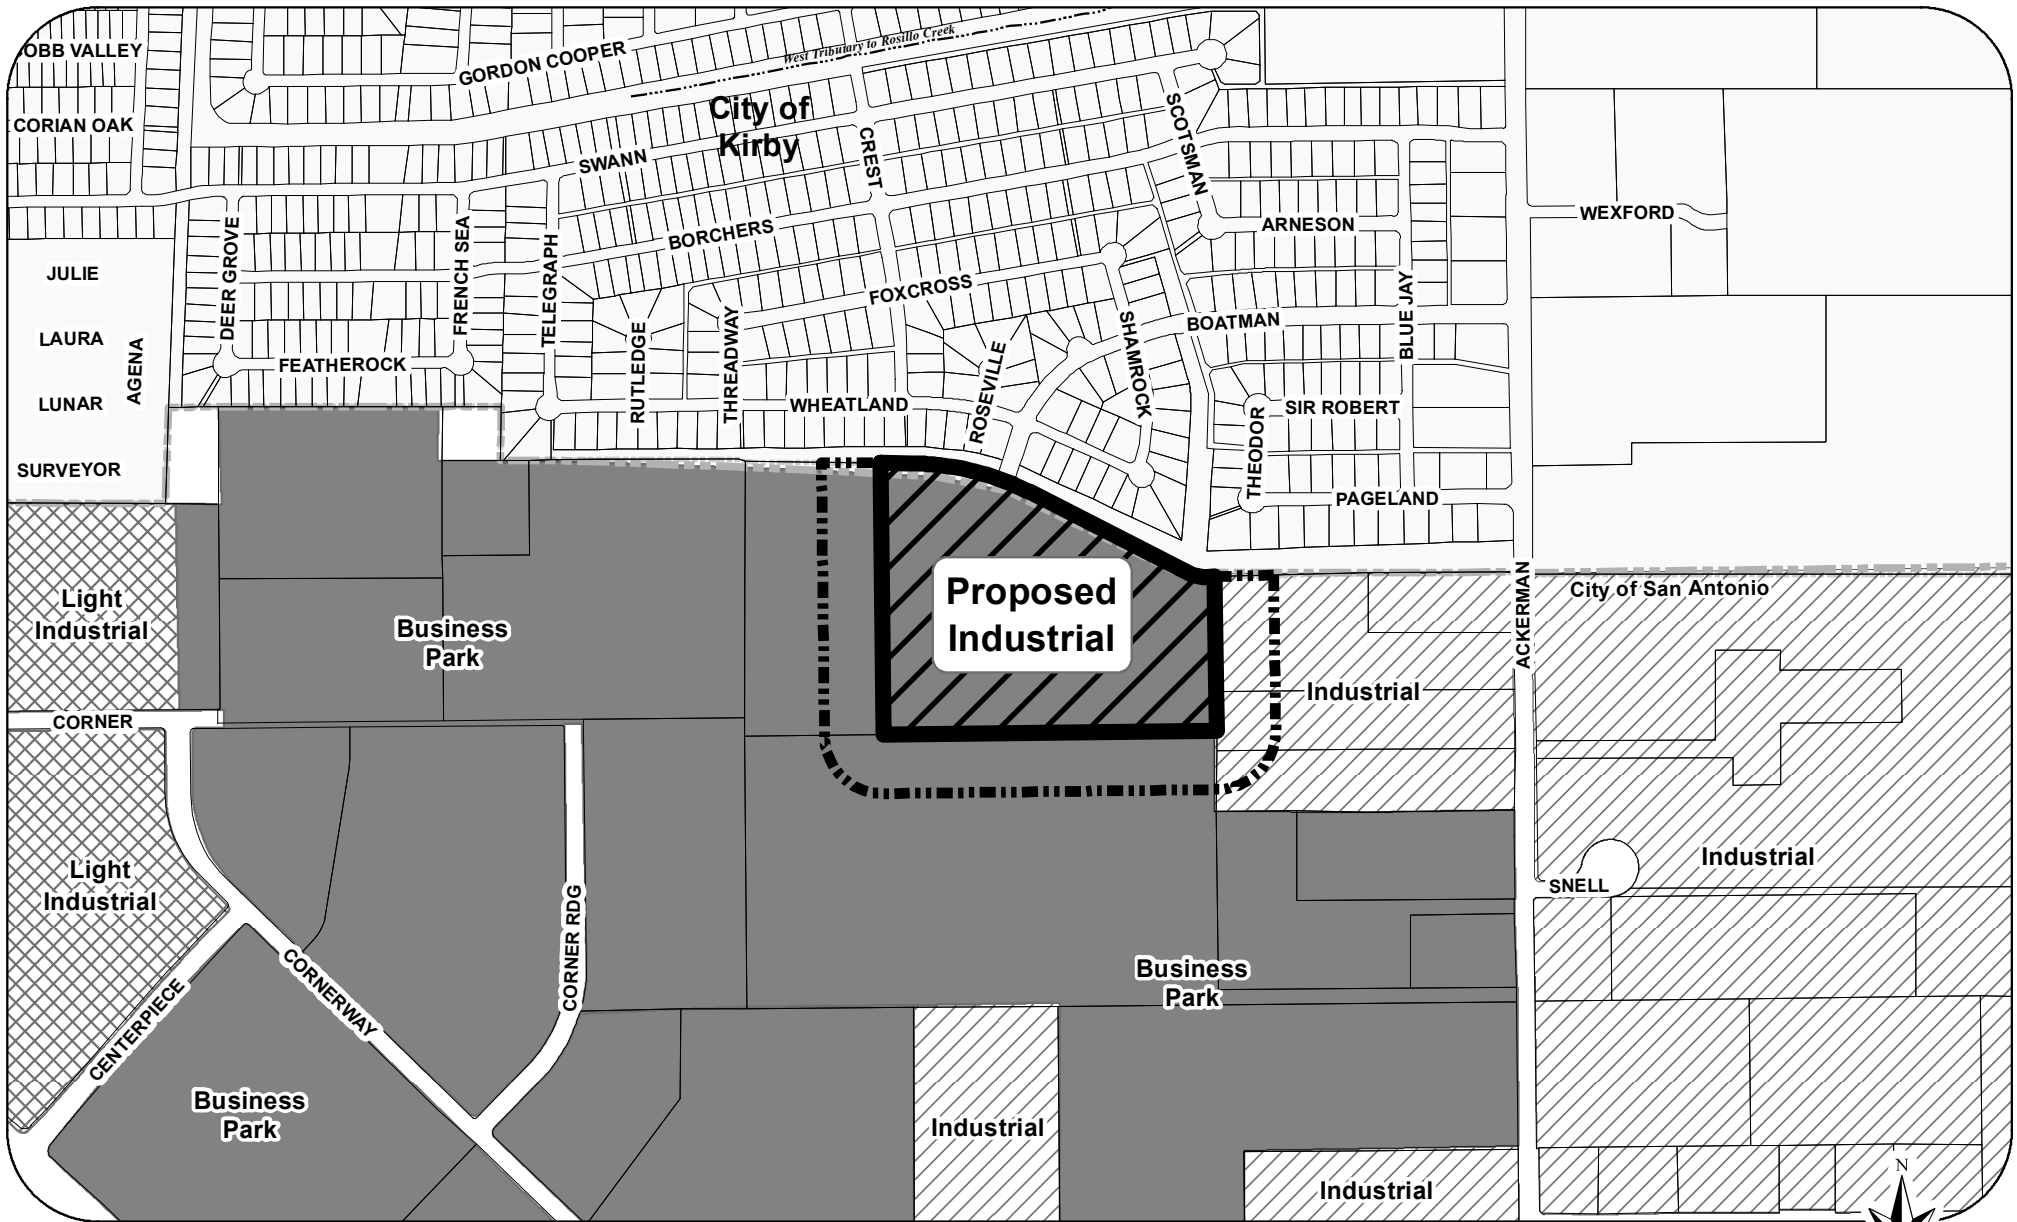 OBB VALLEY
GORDON COOPER
West Tributary to Rosillo Creek
City of
Kirby
CORIAN OAK
SWANN
CREST
SCOTSMAN
WEXFORD
ARNESON
BORCHERS
DEER GROVE
FRENCH SEA
TELEGRAPH
JULIE
FOXCROSS
BOATMAN
BLUE JAY
SHAMROCK
LAURA
AGENA
FEATHEROCK
RUTLEDGE
THREADWAY
ROSEVILLE
LUNAR
WHEATLAND
SIR ROBERT
THEODOR
SURVEYOR
PAGELAND
Light
Industrial
Business
Park
Proposed
Industrial
City of San Antonio
ACKERMAN
Industrial
CORNER
Light
Industrial
Industrial
SNELL
CORNER RDG
CORNERWAY
CENTERPIECE
Business
Park
Business
Park
Industrial
Industrial
N